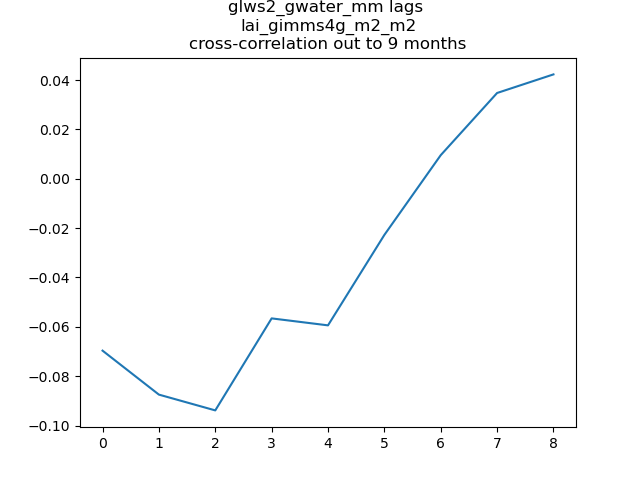 glws2_gwater_mm lags
lai_gimms4g_m2_m2
cross-correlation out to 9 months
0.04
0.02
0.00
−0.02
−0.04
−0.06
−0.08
−0.10
0 1 2 3 4 5 6 7 8